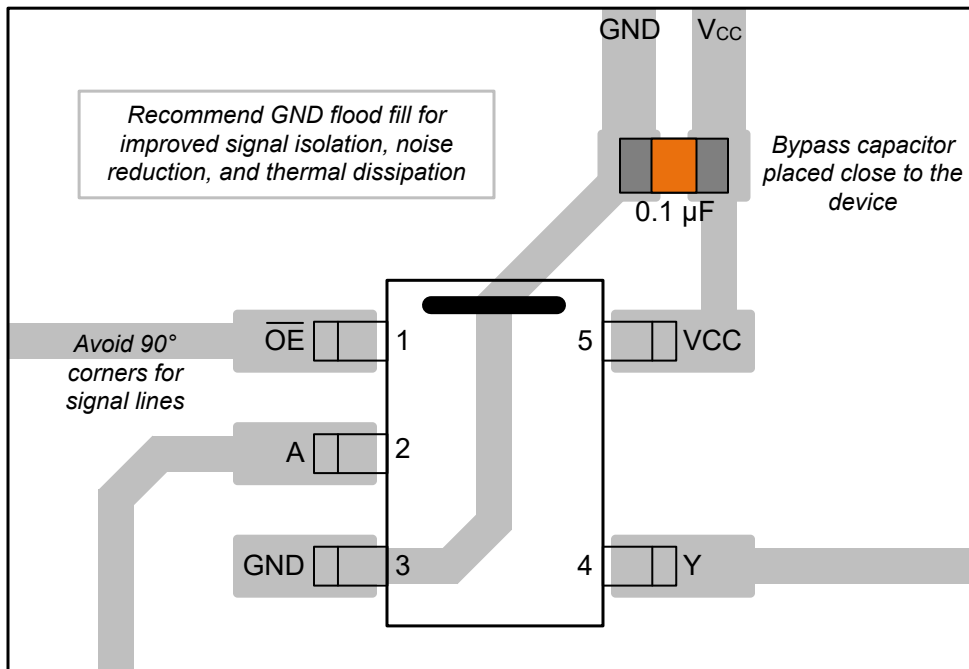 GND
VCC
Recommend GND flood fill for
improved signal isolation, noise
reduction, and thermal dissipation
Bypass capacitor
placed close to the
device
0.1 µF
O̅E̅
1
5
VCC
Avoid 90°
corners for
signal lines
A
2
GND
3
4
Y